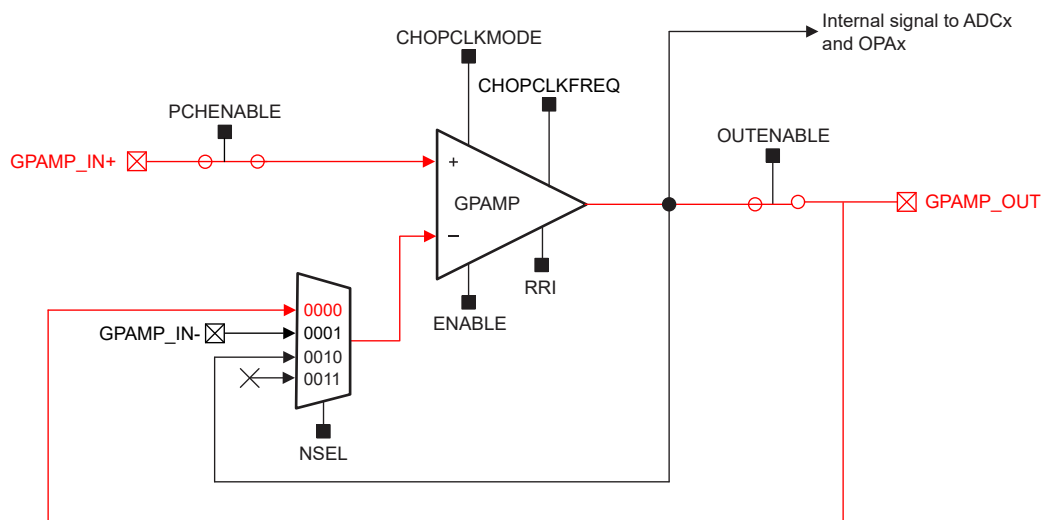 Internal signal to ADCx
and OPAx
CHOPCLKMODE
CHOPCLKFREQ
PCHENABLE
OUTENABLE
GPAMP_IN+
+
GPAMP
GPAMP_OUT
−
RRI
ENABLE
0000
GPAMP_IN-
0001
0010
0011
NSEL